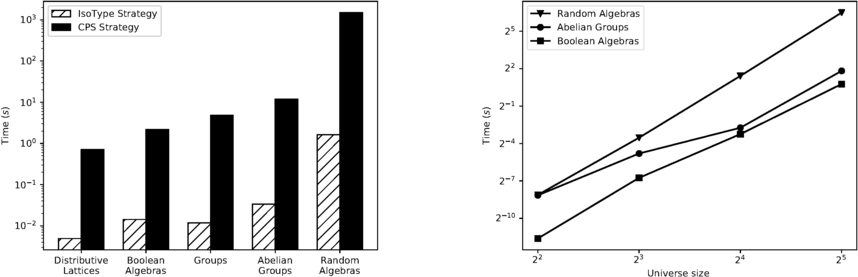 IsoType Strategy
CPS Strategy
Time (s)
10³
10²
10¹
10⁰
10⁻¹
10⁻²
Distributive Lattices
Boolean Algebras
Groups
Abelian Groups
Random Algebras
Random Algebras
Abelian Groups
Boolean Algebras
Time (s)
2⁵
2²
2⁻¹
2⁻⁴
2⁻⁷
2⁻¹⁰
2²
2³
2⁴
2⁵
Universe size